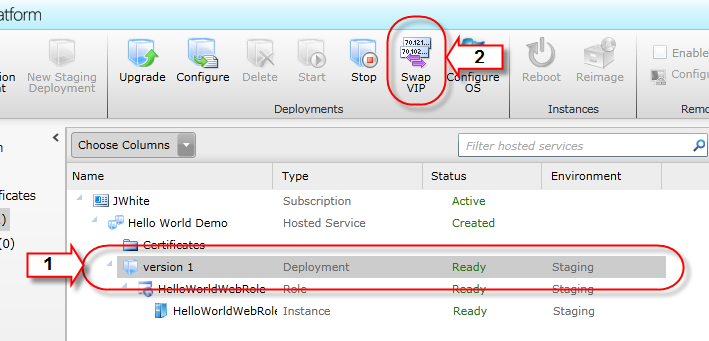 atform
New Staging Deployment
Upgrade
Configure
Delete
Start
Stop
70,121...
70,102...
Swap VIP
Configure OS
Reboot
Reimage
Enable
Configu
Deployments
Instances
Remo
1
2
Choose Columns
Filter hosted services
Name Type Status Environment
JWhite Subscription Active
Hello World Demo Hosted Service Created
Certificates
version 1 Deployment Ready Staging
HelloWorldWebRole Role Ready Staging
HelloWorldWebRole Instance Ready Staging
ion
nt
n
ificates
)
(0)